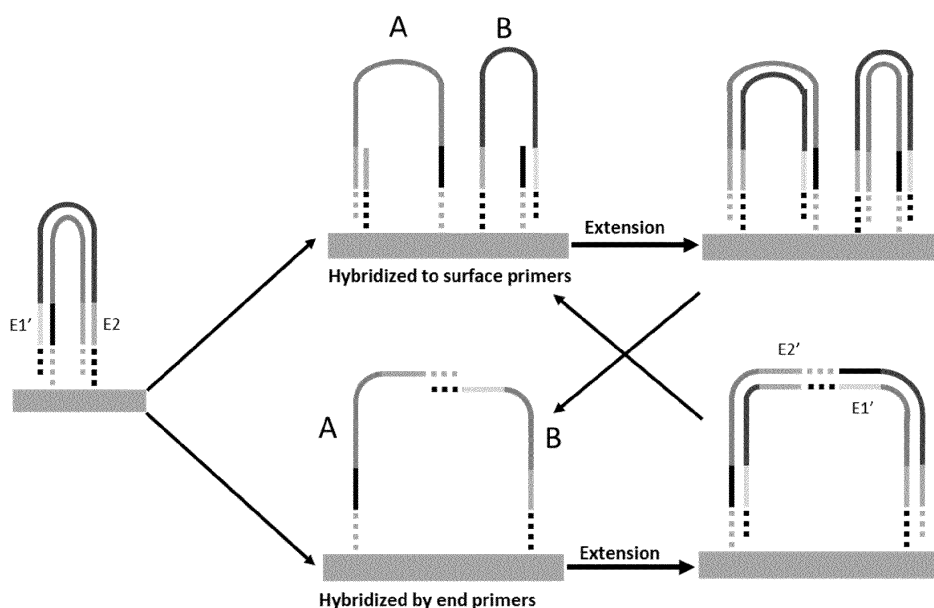 A
B
Extension
Hybridized to surface primers
E1’
E2
E2’
E1’
A
B
Extension
Hybridized by end primers